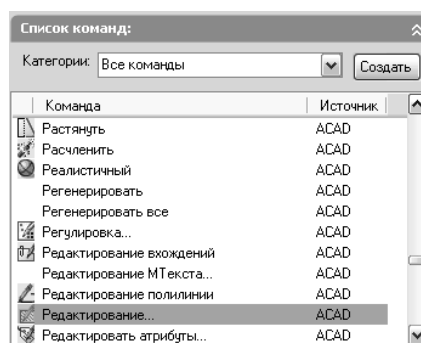 Список команд:
Категории: Все команды Создать
Команда Источник
Растянуть ACAD
Расчленить ACAD
Реалистичный ACAD
Регенерировать ACAD
Регенерировать все ACAD
Регулировка... ACAD
Редактирование вхождений ACAD
Редактирование МТекста... ACAD
Редактирование полилинии ACAD
Редактирование... ACAD
Редактировать атрибуты... ACAD